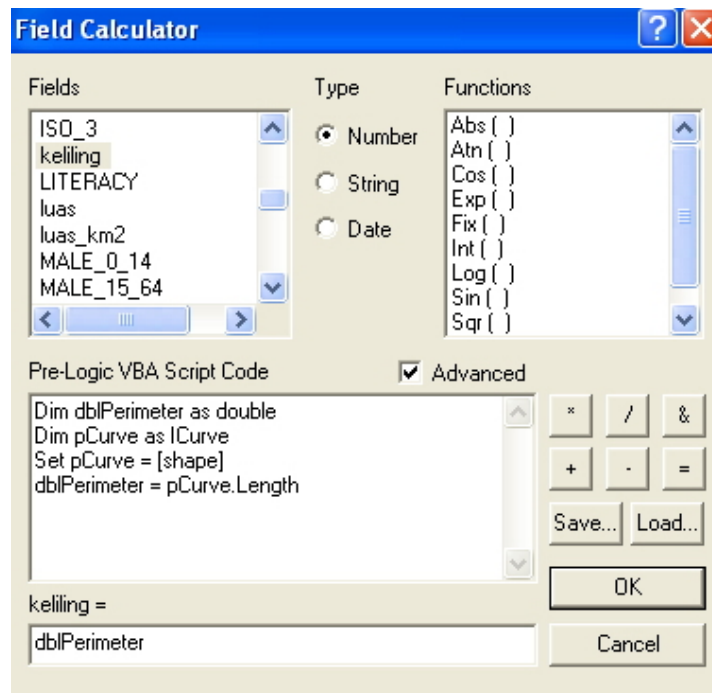 Field Calculator
Fields
Type
Functions
ISO_3
keliling
LITERACY
luas
luas_km2
MALE_0_14
MALE_15_64
Number
String
Date
Abs ( )
Atn ( )
Cos ( )
Exp ( )
Fix ( )
Int ( )
Log ( )
Sin ( )
Sqr ( )
Pre-Logic VBA Script Code
Advanced
Dim dblPerimeter as double
Dim pCurve as ICurve
Set pCurve = [shape]
dblPerimeter = pCurve.Length
* / &
+ - =
Save... Load...
OK
keliling =
dblPerimeter
Cancel